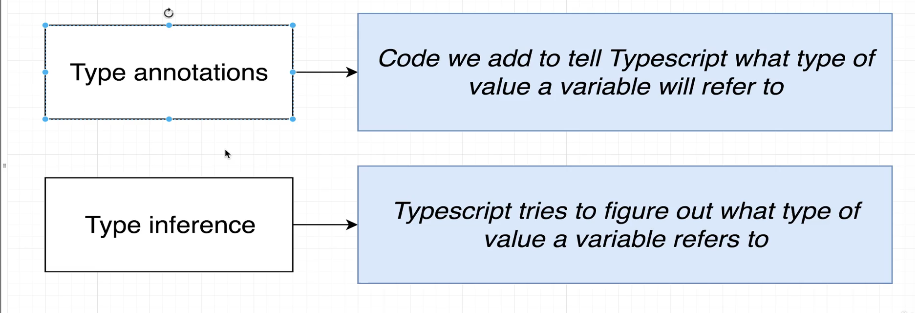 Type annotations
Code we add to tell Typescript what type of
value a variable will refer to
Type inference
Typescript tries to figure out what type of
value a variable refers to